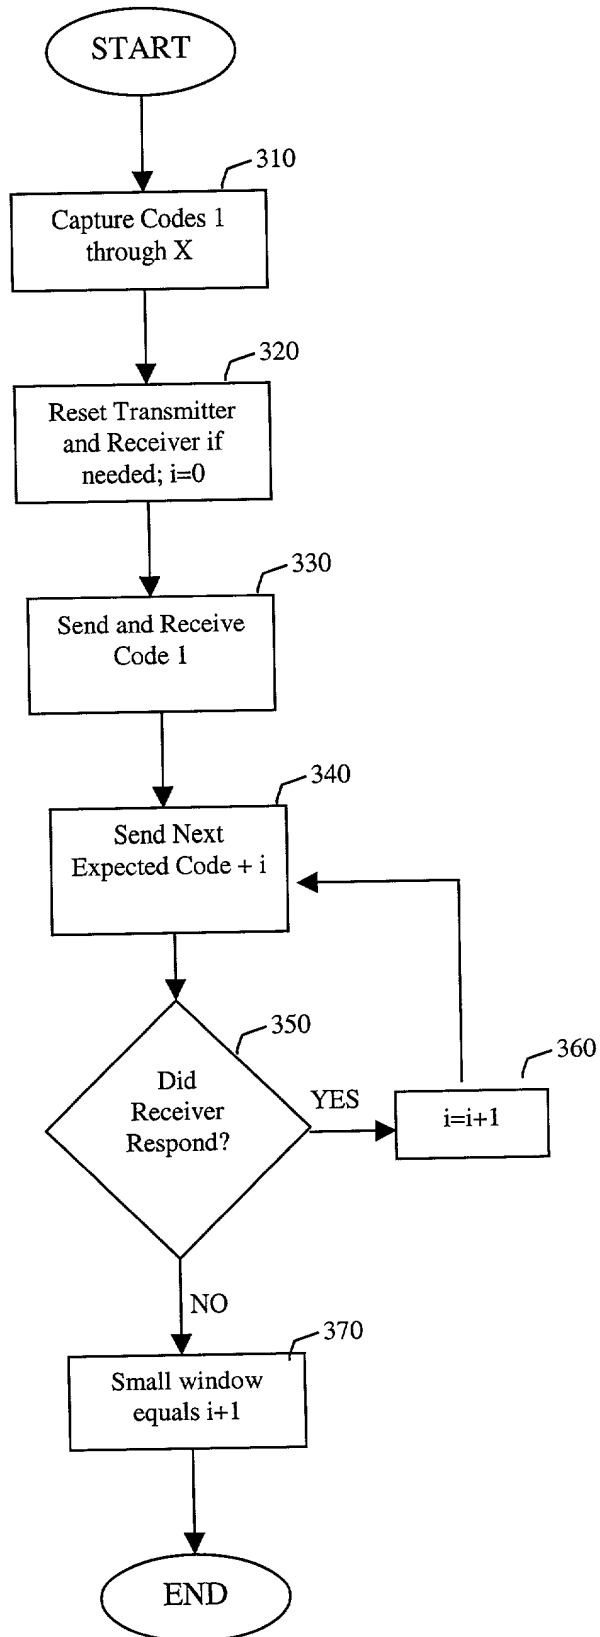 START
310
Capture Codes 1
through X
320
Reset Transmitter
and Receiver if
needed; i=0
330
Send and Receive
Code 1
340
Send Next
Expected Code + i
350
Did
Receiver
Respond?
YES
360
i=i+1
NO
370
Small window
equals i+1
END